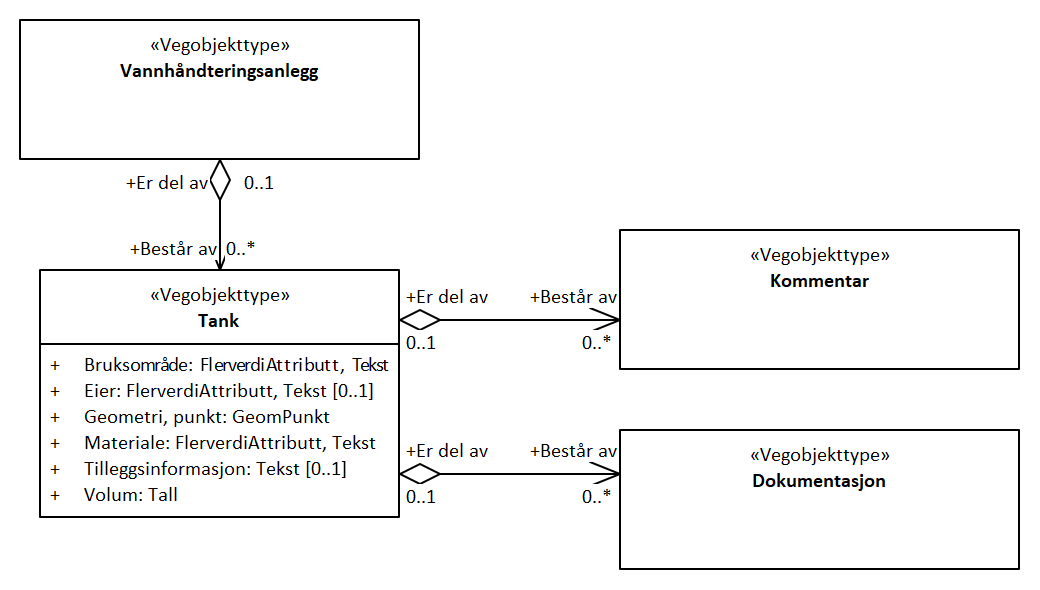 «Vegobjekttype»
Vannhåndteringsanlegg
+Er del av 0..1
+Består av 0..*
«Vegobjekttype»
Tank
+ Bruksområde: FlerverdiAttributt, Tekst
+ Eier: FlerverdiAttributt, Tekst [0..1]
+ Geometri, punkt: GeomPunkt
+ Materiale: FlerverdiAttributt, Tekst
+ Tilleggsinformasjon: Tekst [0..1]
+ Volum: Tall
+Er del av +Består av
0..1 0..*
«Vegobjekttype»
Kommentar
+Er del av +Består av
0..1 0..*
«Vegobjekttype»
Dokumentasjon